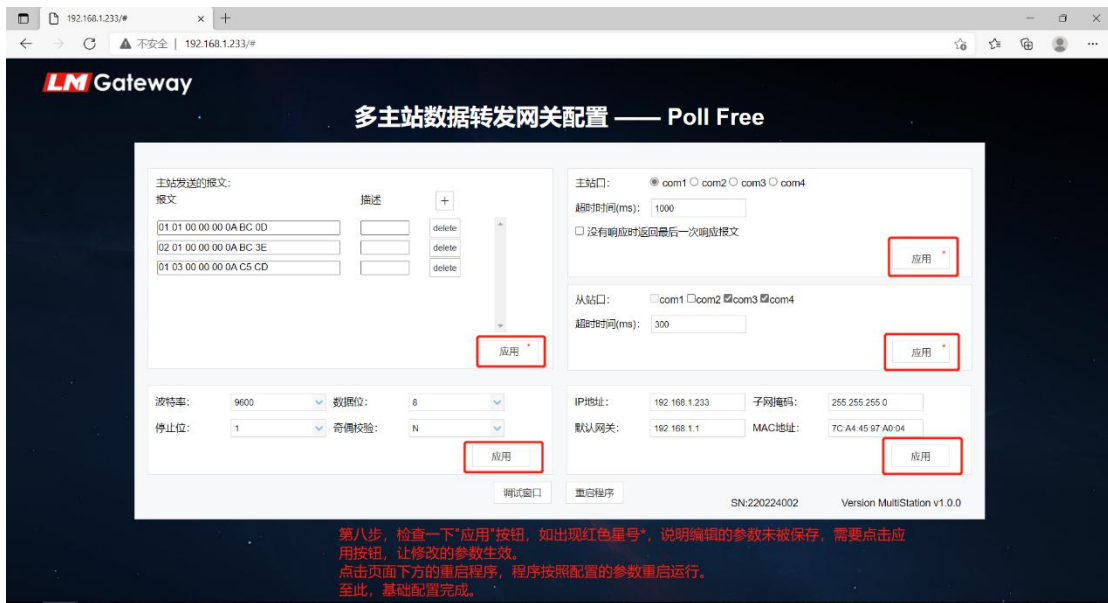 192.168.1.233/#
不安全 | 192.168.1.233/#
LM Gateway
多主站数据转发网关配置 —— Poll Free
主站发送的报文:
报文 描述 +
01 01 00 00 00 0A BC 0D delete
02 01 00 00 00 0A BC 3E delete
01 03 00 00 00 0A C5 CD delete
应用 *
主站口: com1 com2 com3 com4
超时时间(ms): 1000
没有响应时返回最后一次响应报文
应用 *
从站口: com1 com2 com3 com4
超时时间(ms): 300
应用 *
波特率: 9600 数据位: 8
停止位: 1 奇偶校验: N
应用
IP地址: 192.168.1.233 子网掩码: 255.255.255.0
默认网关: 192.168.1.1 MAC地址: 7C:A4:45:97:A0:04
应用
调试窗口 重启程序
SN:220224002 Version MultiStation v1.0.0
第八步，检查一下"应用"按钮，如出现红色星号*，说明编辑的参数未被保存，需要点击应
用按钮，让修改的参数生效。
点击页面下方的重启程序，程序按照配置的参数重启运行。
至此，基础配置完成。